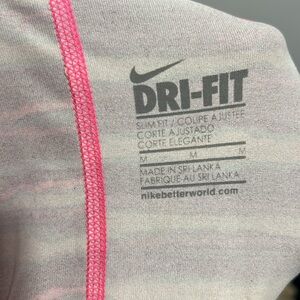 DRI-FIT
SLIM FIT / COUPE AJUSTÉE
CORTE AJUSTADO
CORTE ELEGANTE
M M M
MADE IN SRI LANKA
FABRIQUÉ AU SRI LANKA
nikebetterworld.com